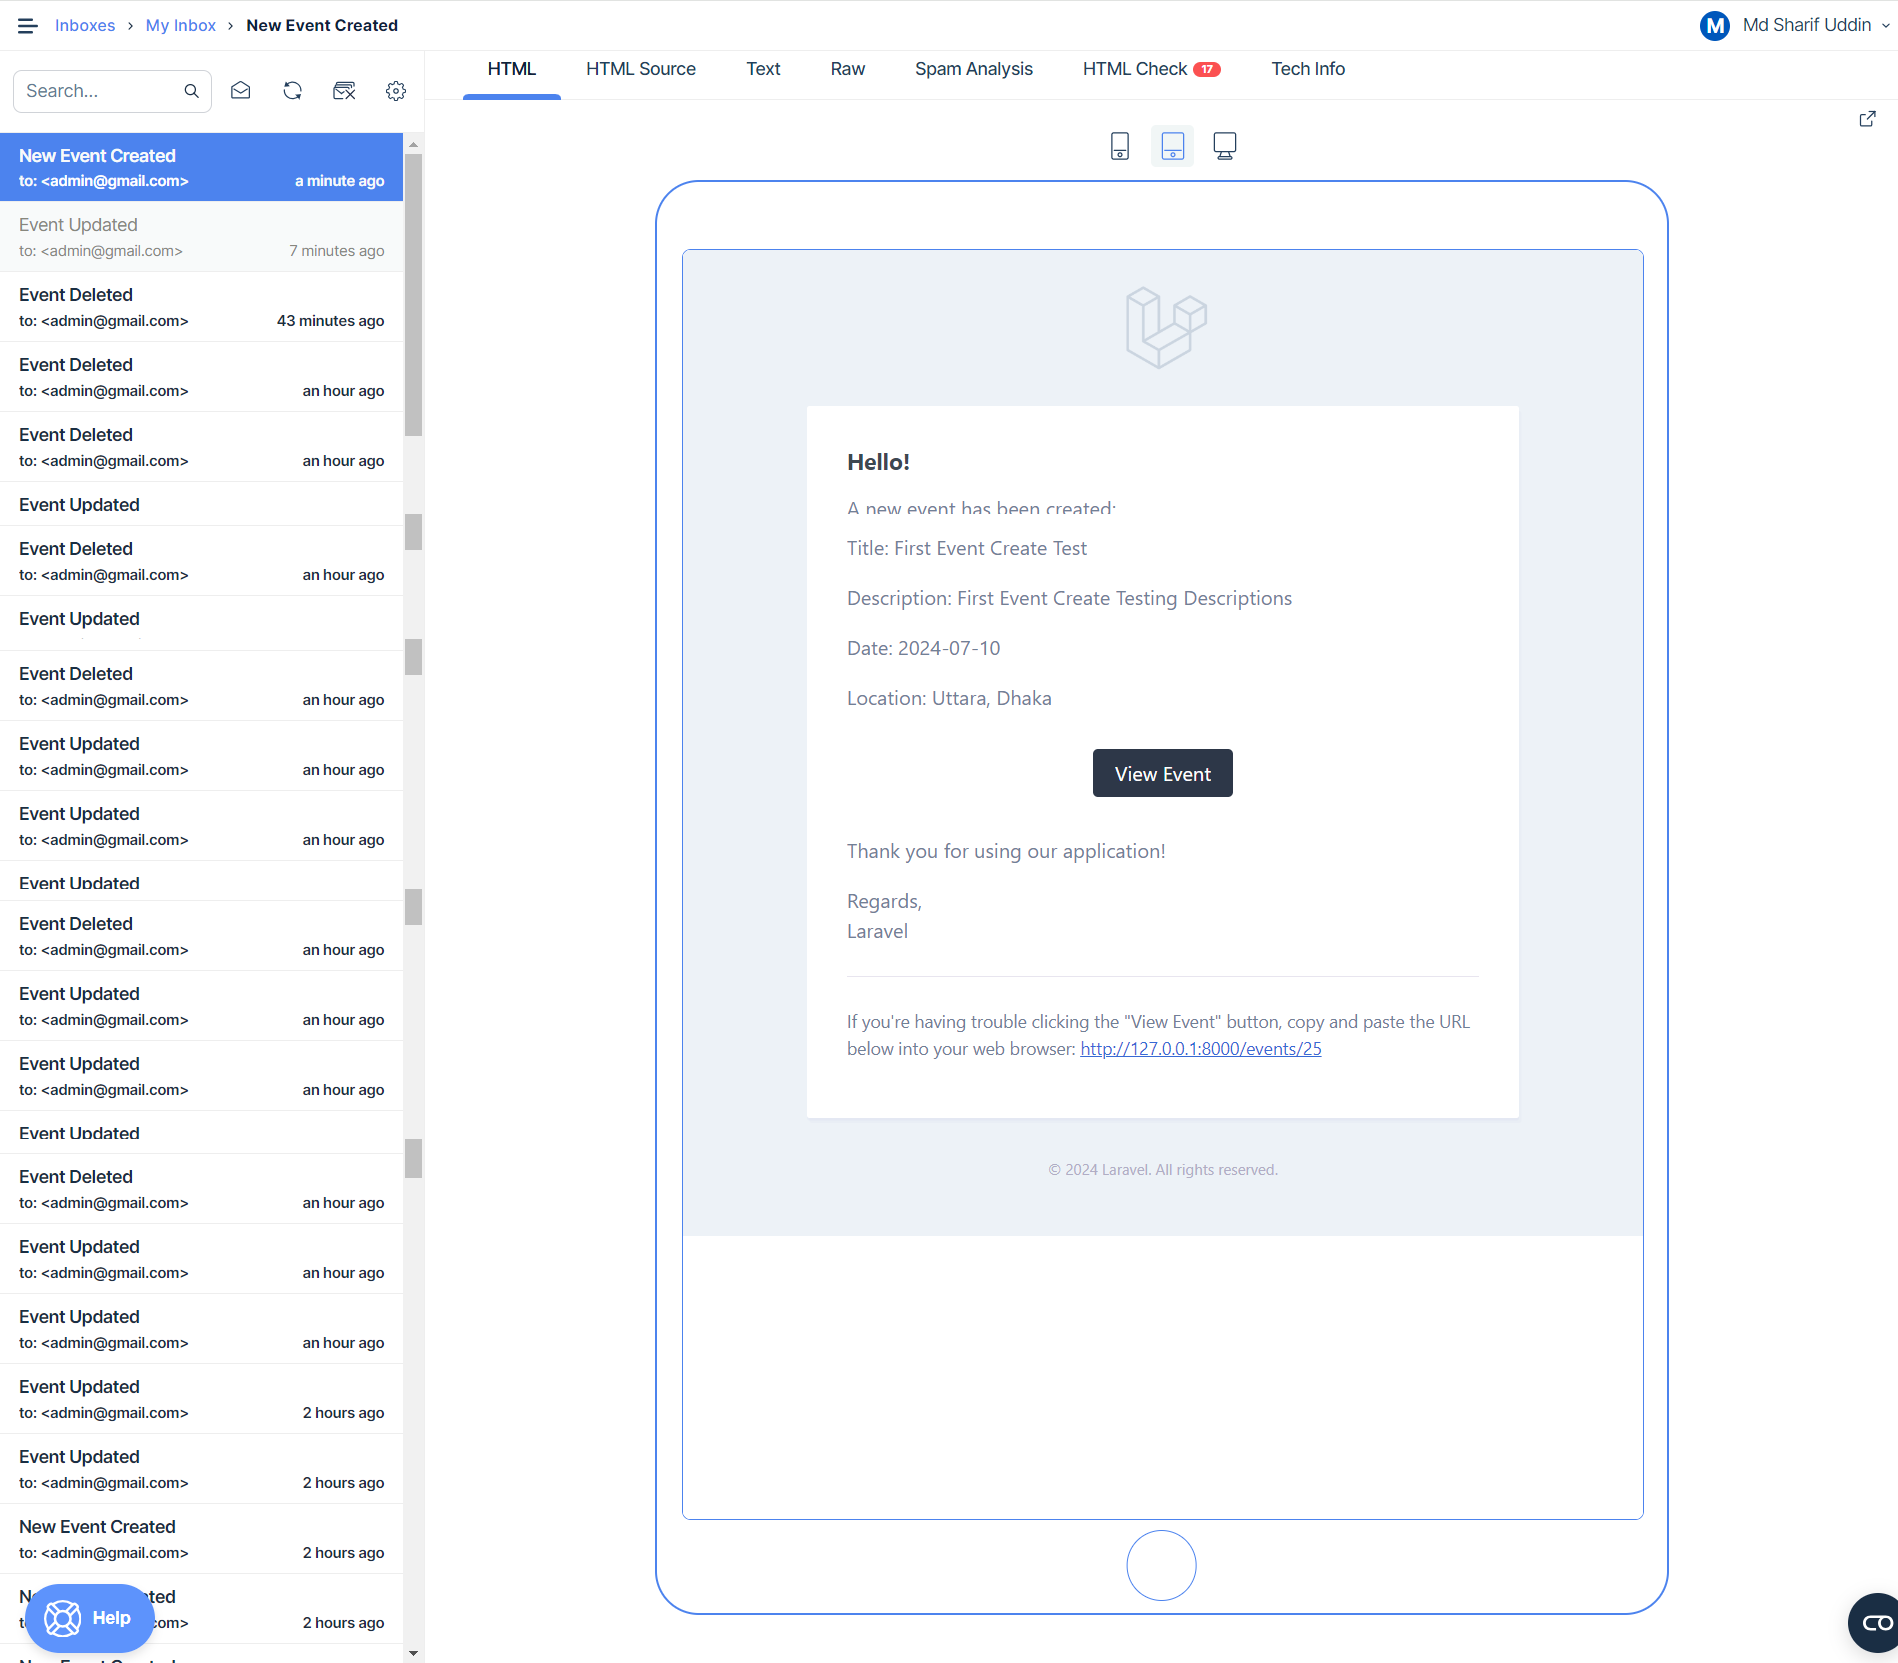 Inboxes › My Inbox › New Event Created
M Md Sharif Uddin
Search...
HTML
HTML Source
Text
Raw
Spam Analysis
HTML Check 17
Tech Info
New Event Created
to: <admin@gmail.com> a minute ago
Event Updated
to: <admin@gmail.com> 7 minutes ago
Event Deleted
to: <admin@gmail.com> 43 minutes ago
Event Deleted
to: <admin@gmail.com> an hour ago
Event Deleted
to: <admin@gmail.com> an hour ago
Event Updated
Event Deleted
to: <admin@gmail.com> an hour ago
Event Updated
Event Deleted
to: <admin@gmail.com> an hour ago
Event Updated
to: <admin@gmail.com> an hour ago
Event Updated
to: <admin@gmail.com> an hour ago
Event Updated
Event Deleted
to: <admin@gmail.com> an hour ago
Event Updated
to: <admin@gmail.com> an hour ago
Event Updated
to: <admin@gmail.com> an hour ago
Event Updated
Event Deleted
to: <admin@gmail.com> an hour ago
Event Updated
to: <admin@gmail.com> an hour ago
Event Updated
to: <admin@gmail.com> an hour ago
Event Updated
to: <admin@gmail.com> 2 hours ago
Event Updated
to: <admin@gmail.com> 2 hours ago
New Event Created
to: <admin@gmail.com> 2 hours ago
2 hours ago
Help
Hello!
A new event has been created:
Title: First Event Create Test
Description: First Event Create Testing Descriptions
Date: 2024-07-10
Location: Uttara, Dhaka
View Event
Thank you for using our application!
Regards,
Laravel
If you're having trouble clicking the "View Event" button, copy and paste the URL
below into your web browser: http://127.0.0.1:8000/events/25
© 2024 Laravel. All rights reserved.